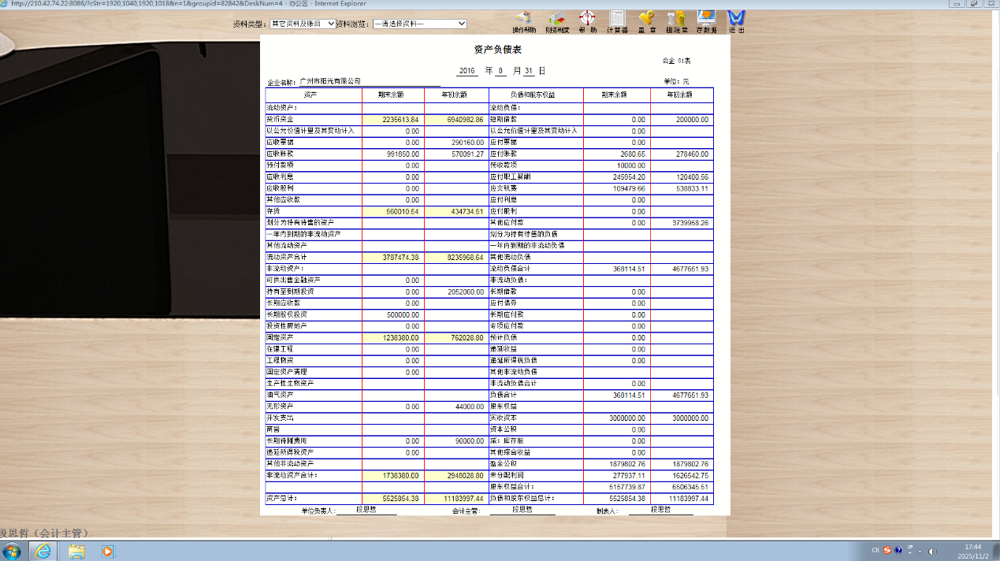 http://210.42.74.22:8086/?cStr=1920,1040,1920,1018&n=1&groupid=82842&DeskNum=4 - 办公区 - Internet Explorer
资料类型： 其它资料及账目 资料浏览： —请选择资料—
操作帮助 财务制度 帮 助 计算器 盖 章 删除章 存数据 退 出
资产负债表
会企 01表
2016 年 8 月 31 日
企业名称： 广州市阳光有限公司 单位：元
资产 期末余额 年初余额 负债和股东权益 期末余额 年初余额
流动资产： 流动负债：
货币资金 2235613.84 6940982.86 短期借款 0.00 200000.00
以公允价值计量及其变动计入 0.00 以公允价值计量及其变动计入 0.00
应收票据 0.00 290160.00 应付票据 0.00
应收账款 991850.00 570091.27 应付账款 2680.65 278460.00
预付款项 0.00 预收款项 10000.00
应收利息 0.00 应付职工薪酬 245954.20 120400.56
应收股利 0.00 应交税费 109479.66 538833.11
其他应收款 0.00 应付利息 0.00
存货 560010.54 434734.51 应付股利 0.00
划分为持有待售的资产 其他应付款 0.00 3739958.26
一年内到期的非流动资产 划分为持有待售的负债
其他流动资产 一年内到期的非流动负债
流动资产合计 3787474.38 8235968.64 其他流动负债
非流动资产： 流动负债合计 368114.51 4677651.93
可供出售金融资产 0.00 非流动负债：
持有至到期投资 0.00 2052000.00 长期借款 0.00
长期应收款 0.00 应付债券 0.00
长期股权投资 500000.00 长期应付款 0.00
投资性房地产 0.00 专项应付款 0.00
固定资产 1238380.00 762028.80 预计负债 0.00
在建工程 0.00 递延收益 0.00
工程物资 0.00 递延所得税负债 0.00
固定资产清理 0.00 其他非流动负债
生产性生物资产 非流动负债合计 0.00
油气资产 负债合计 368114.51 4677651.93
无形资产 0.00 44000.00 股东权益
开发支出 实收资本 3000000.00 3000000.00
商誉 资本公积 0.00
长期待摊费用 0.00 90000.00 减：库存股 0.00
递延所得税资产 0.00 其他综合收益 0.00
其他非流动资产 盈余公积 1879802.76 1879802.76
非流动资产合计： 1738380.00 2948028.80 未分配利润 277937.11 1626542.75
股东权益合计： 5157739.87 6506345.51
资产总计： 5525854.38 11183997.44 负债和股东权益总计： 5525854.38 11183997.44
单位负责人： 段思哲 会计主管： 段思哲 制表人： 段思哲
段思哲（会计主管）
CH 17:44
2025/11/2